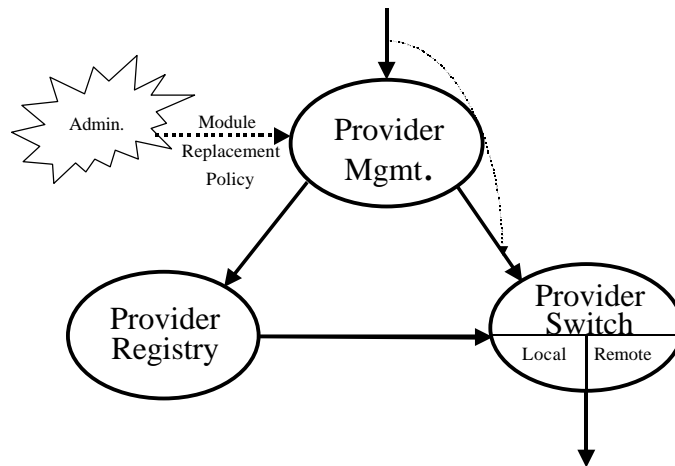 Admin.
Module
Replacement
Policy
Provider
Mgmt.
Provider
Registry
Provider
Switch
Local
Remote